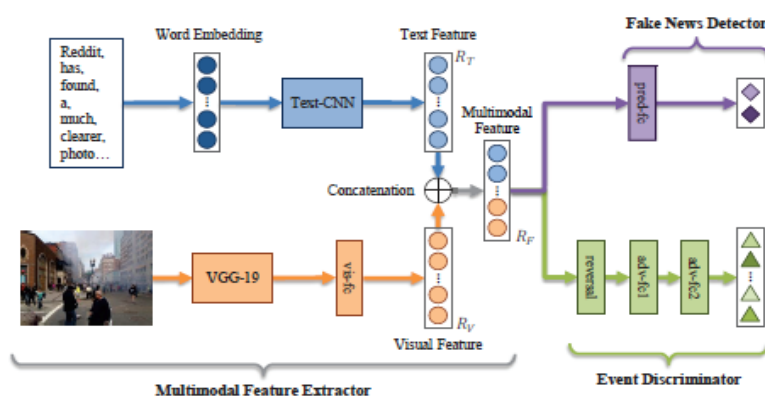 Fake News Detector
Reddit,
has,
found,
a,
much,
clearer,
photo…
Word Embedding
Text-CNN
Text Feature
R_T
Multimodal
Feature
R_F
pred-fc
Concatenation
VGG-19
vis-fc
R_V
Visual Feature
reversal
adv-fc1
adv-fc2
Multimodal Feature Extractor
Event Discriminator